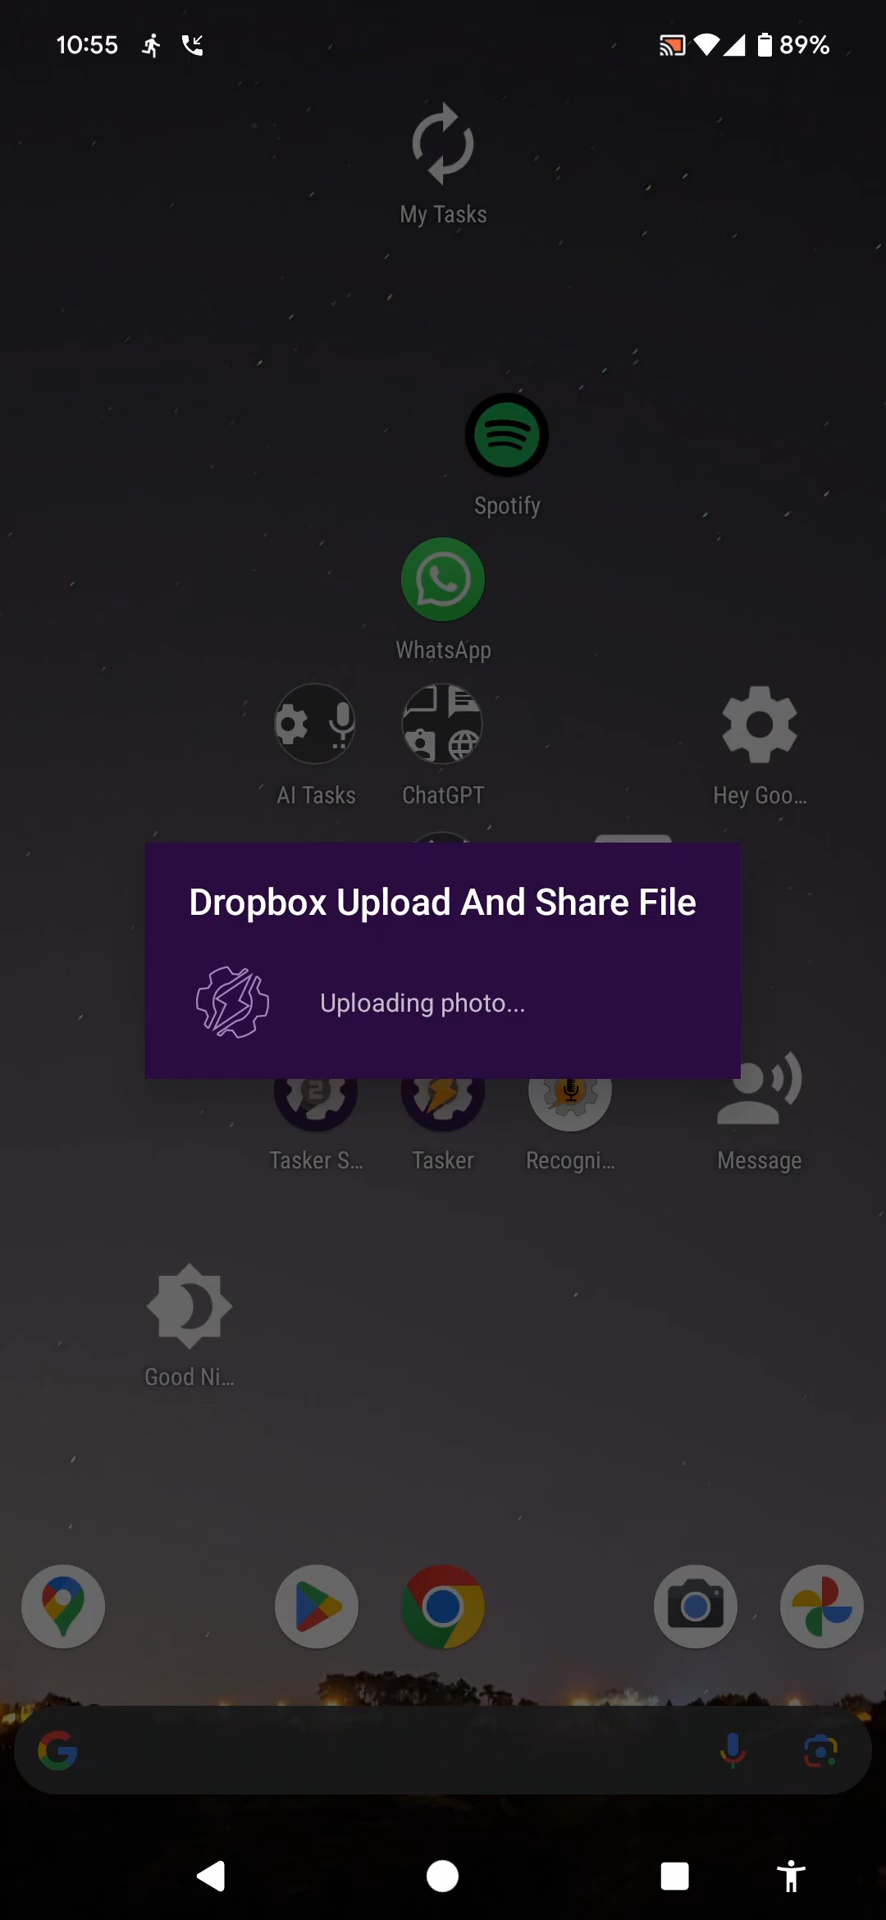 10:55
89%
My Tasks
Spotify
WhatsApp
AI Tasks
ChatGPT
Hey Goo…
Dropbox Upload And Share File
Uploading photo...
Tasker S…
Tasker
Recogni…
Message
Good Ni…